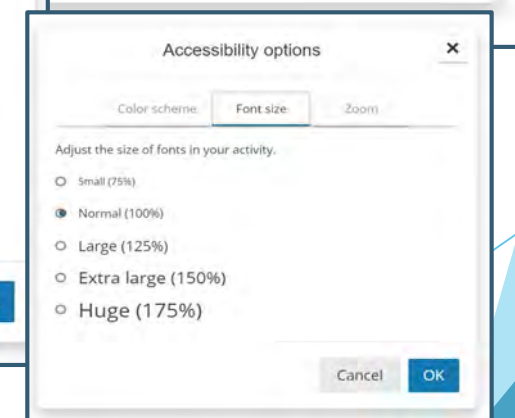 Accessibility options ×
Color scheme Font size Zoom
Adjust the size of fonts in your activity.
Small (75%)
Normal (100%)
Large (125%)
Extra large (150%)
Huge (175%)
Cancel OK